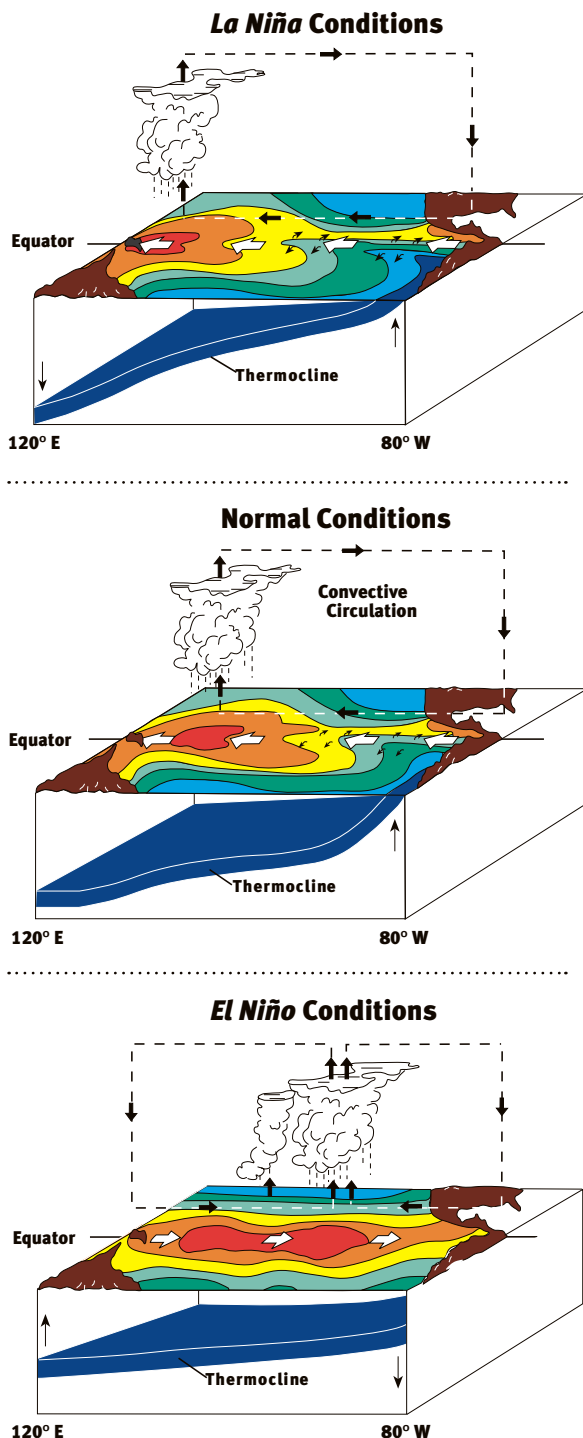 La Niña Conditions
Equator
Thermocline
120° E 80° W
Normal Conditions
Convective
Circulation
Equator
Thermocline
120° E 80° W
El Niño Conditions
Equator
Thermocline
120° E 80° W